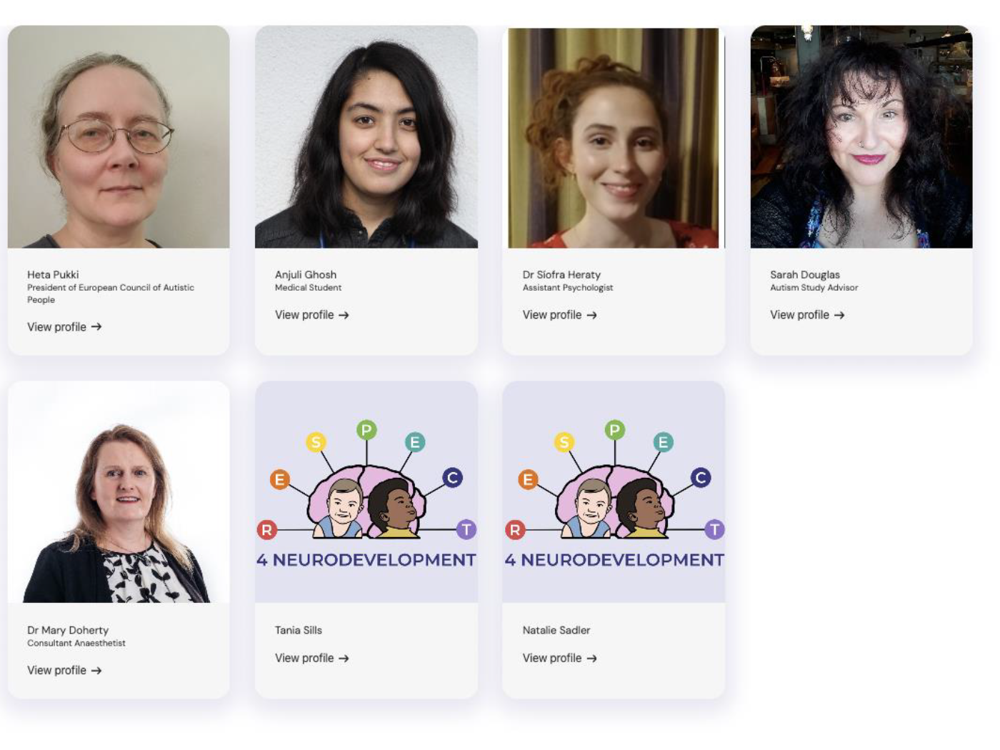 Heta Pukki
President of European Council of Autistic
People
View profile →
Anjuli Ghosh
Medical Student
View profile →
Dr Síofra Heraty
Assistant Psychologist
View profile →
Sarah Douglas
Autism Study Advisor
View profile →
Dr Mary Doherty
Consultant Anaesthetist
View profile →
R E S P E C T
4 NEURODEVELOPMENT
Tania Sills
View profile →
R E S P E C T
4 NEURODEVELOPMENT
Natalie Sadler
View profile →